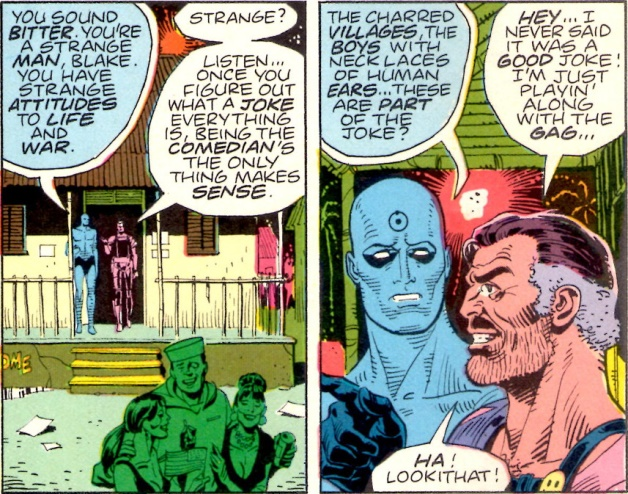 YOU SOUND
BITTER. YOU'RE
A STRANGE
MAN, BLAKE.
YOU HAVE
STRANGE
ATTITUDES
TO LIFE
AND
WAR.
STRANGE?
LISTEN...
ONCE YOU
FIGURE OUT
WHAT A JOKE
EVERYTHING
IS, BEING THE
COMEDIAN'S
THE ONLY
THING MAKES
SENSE.
OME
THE CHARRED
VILLAGES, THE
BOYS WITH
NECKLACES
OF HUMAN
EARS...THESE
ARE PART
OF THE
JOKE?
HEY... I
NEVER SAID
IT WAS A
GOOD JOKE!
I'M JUST
PLAYIN'
ALONG
WITH THE
GAG...
HA!
LOOKITHAT!